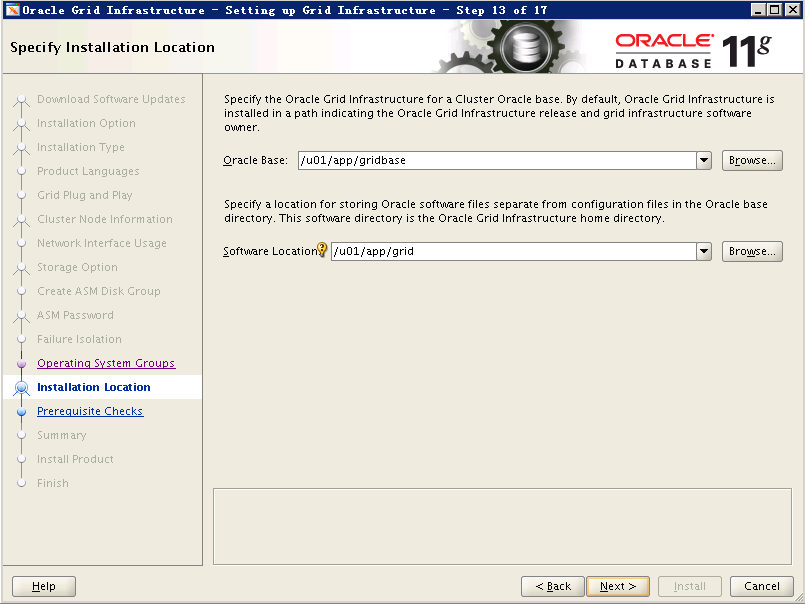 Oracle Grid Infrastructure - Setting up Grid Infrastructure - Step 13 of 17
Specify Installation Location
ORACLE
DATABASE
11g
Download Software Updates
Installation Option
Installation Type
Product Languages
Grid Plug and Play
Cluster Node Information
Network Interface Usage
Storage Option
Create ASM Disk Group
ASM Password
Failure Isolation
Operating System Groups
Installation Location
Prerequisite Checks
Summary
Install Product
Finish
Specify the Oracle Grid Infrastructure for a Cluster Oracle base. By default, Oracle Grid Infrastructure is
installed in a path indicating the Oracle Grid Infrastructure release and grid infrastructure software
owner.
Oracle Base: /u01/app/gridbase Browse...
Specify a location for storing Oracle software files separate from configuration files in the Oracle base
directory. This software directory is the Oracle Grid Infrastructure home directory.
Software Location: /u01/app/grid Browse...
Help < Back Next > Install Cancel